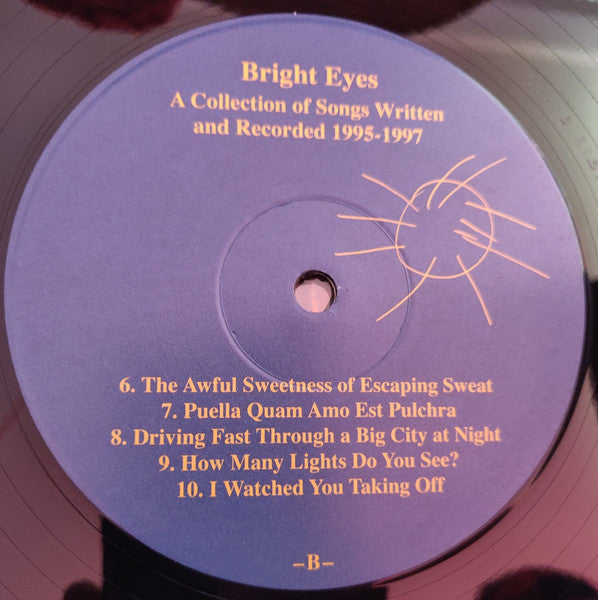 Bright Eyes
A Collection of Songs Written
and Recorded 1995-1997
6. The Awful Sweetness of Escaping Sweat
7. Puella Quam Amo Est Pulchra
8. Driving Fast Through a Big City at Night
9. How Many Lights Do You See?
10. I Watched You Taking Off
–B–